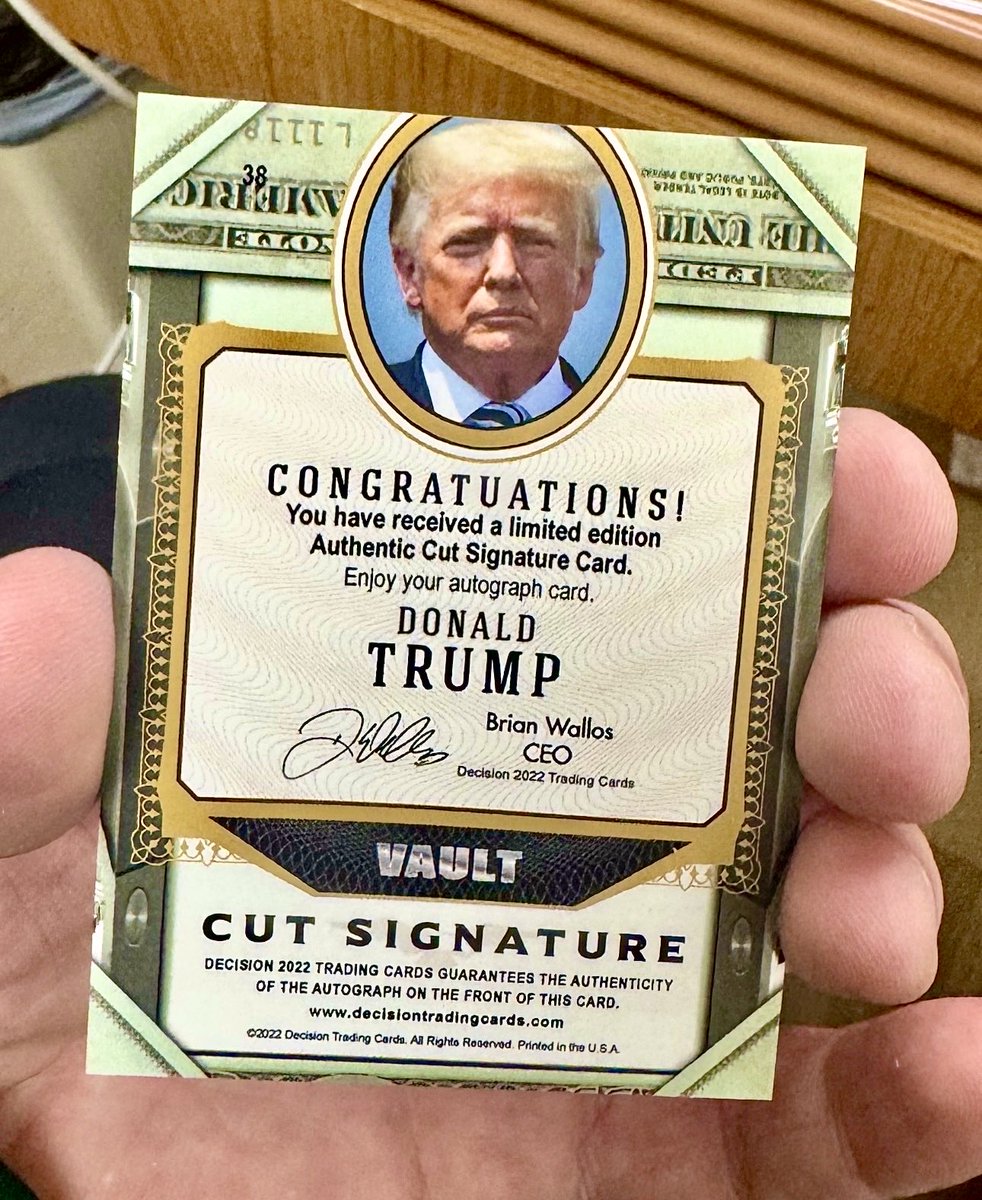 38
CONGRATUATIONS!
You have received a limited edition
Authentic Cut Signature Card.
Enjoy your autograph card.
DONALD
TRUMP
Brian Wallos
CEO
Decision 2022 Trading Cards
VAULT
CUT SIGNATURE
DECISION 2022 TRADING CARDS GUARANTEES THE AUTHENTICITY
OF THE AUTOGRAPH ON THE FRONT OF THIS CARD.
www.decisiontradingcards.com
©2022 Decision Trading Cards. All Rights Reserved. Printed in the U.S.A.